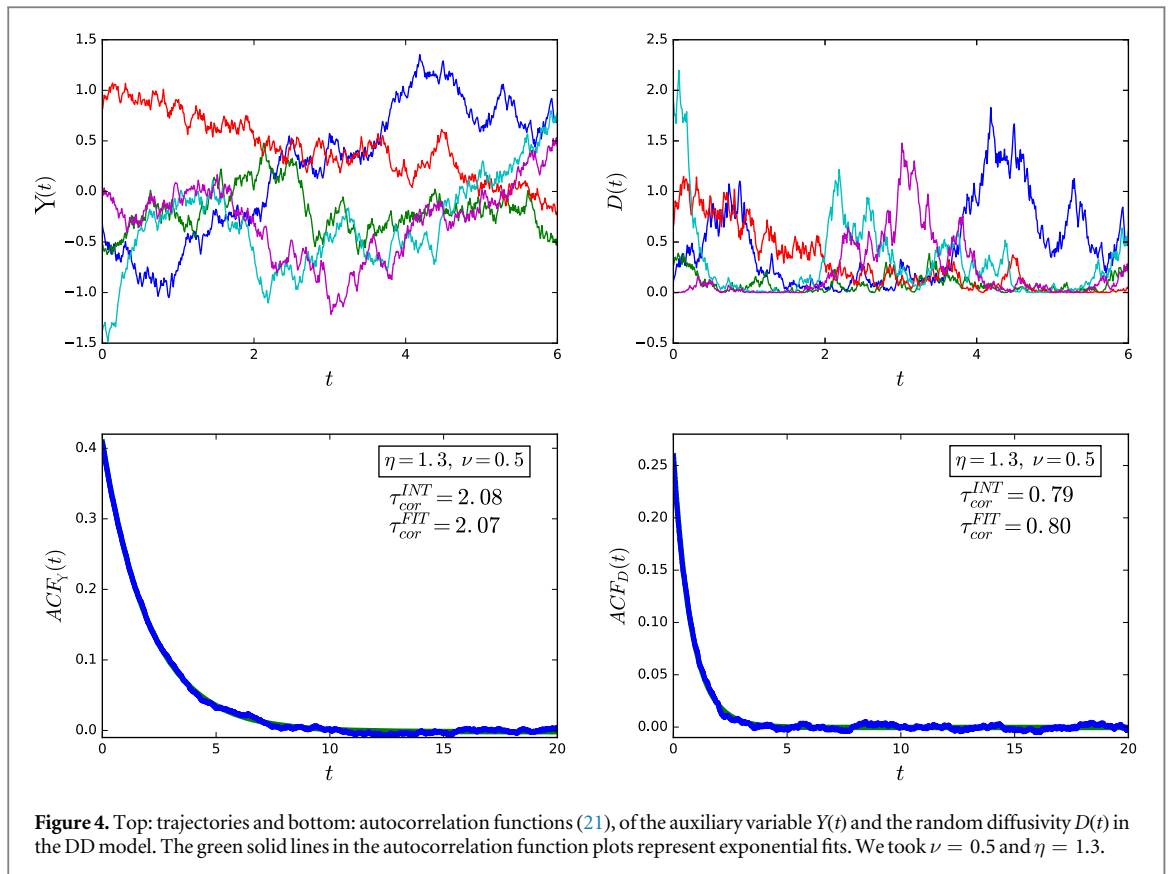 1.5
1.0
0.5
0.0
−0.5
−1.0
−1.5
Y(t)
0 2 4 6
t
2.5
2.0
1.5
1.0
0.5
0.0
−0.5
D(t)
0 2 4 6
t
0.4
0.3
0.2
0.1
0.0
ACF_Y(t)
η=1.3, ν=0.5
τ_cor^INT=2.08
τ_cor^FIT=2.07
0 5 10 15 20
t
0.25
0.20
0.15
0.10
0.05
0.00
ACF_D(t)
η=1.3, ν=0.5
τ_cor^INT=0.79
τ_cor^FIT=0.80
0 5 10 15 20
t
Figure 4. Top: trajectories and bottom: autocorrelation functions (21), of the auxiliary variable Y(t) and the random diffusivity D(t) in
the DD model. The green solid lines in the autocorrelation function plots represent exponential fits. We took ν = 0.5 and η = 1.3.